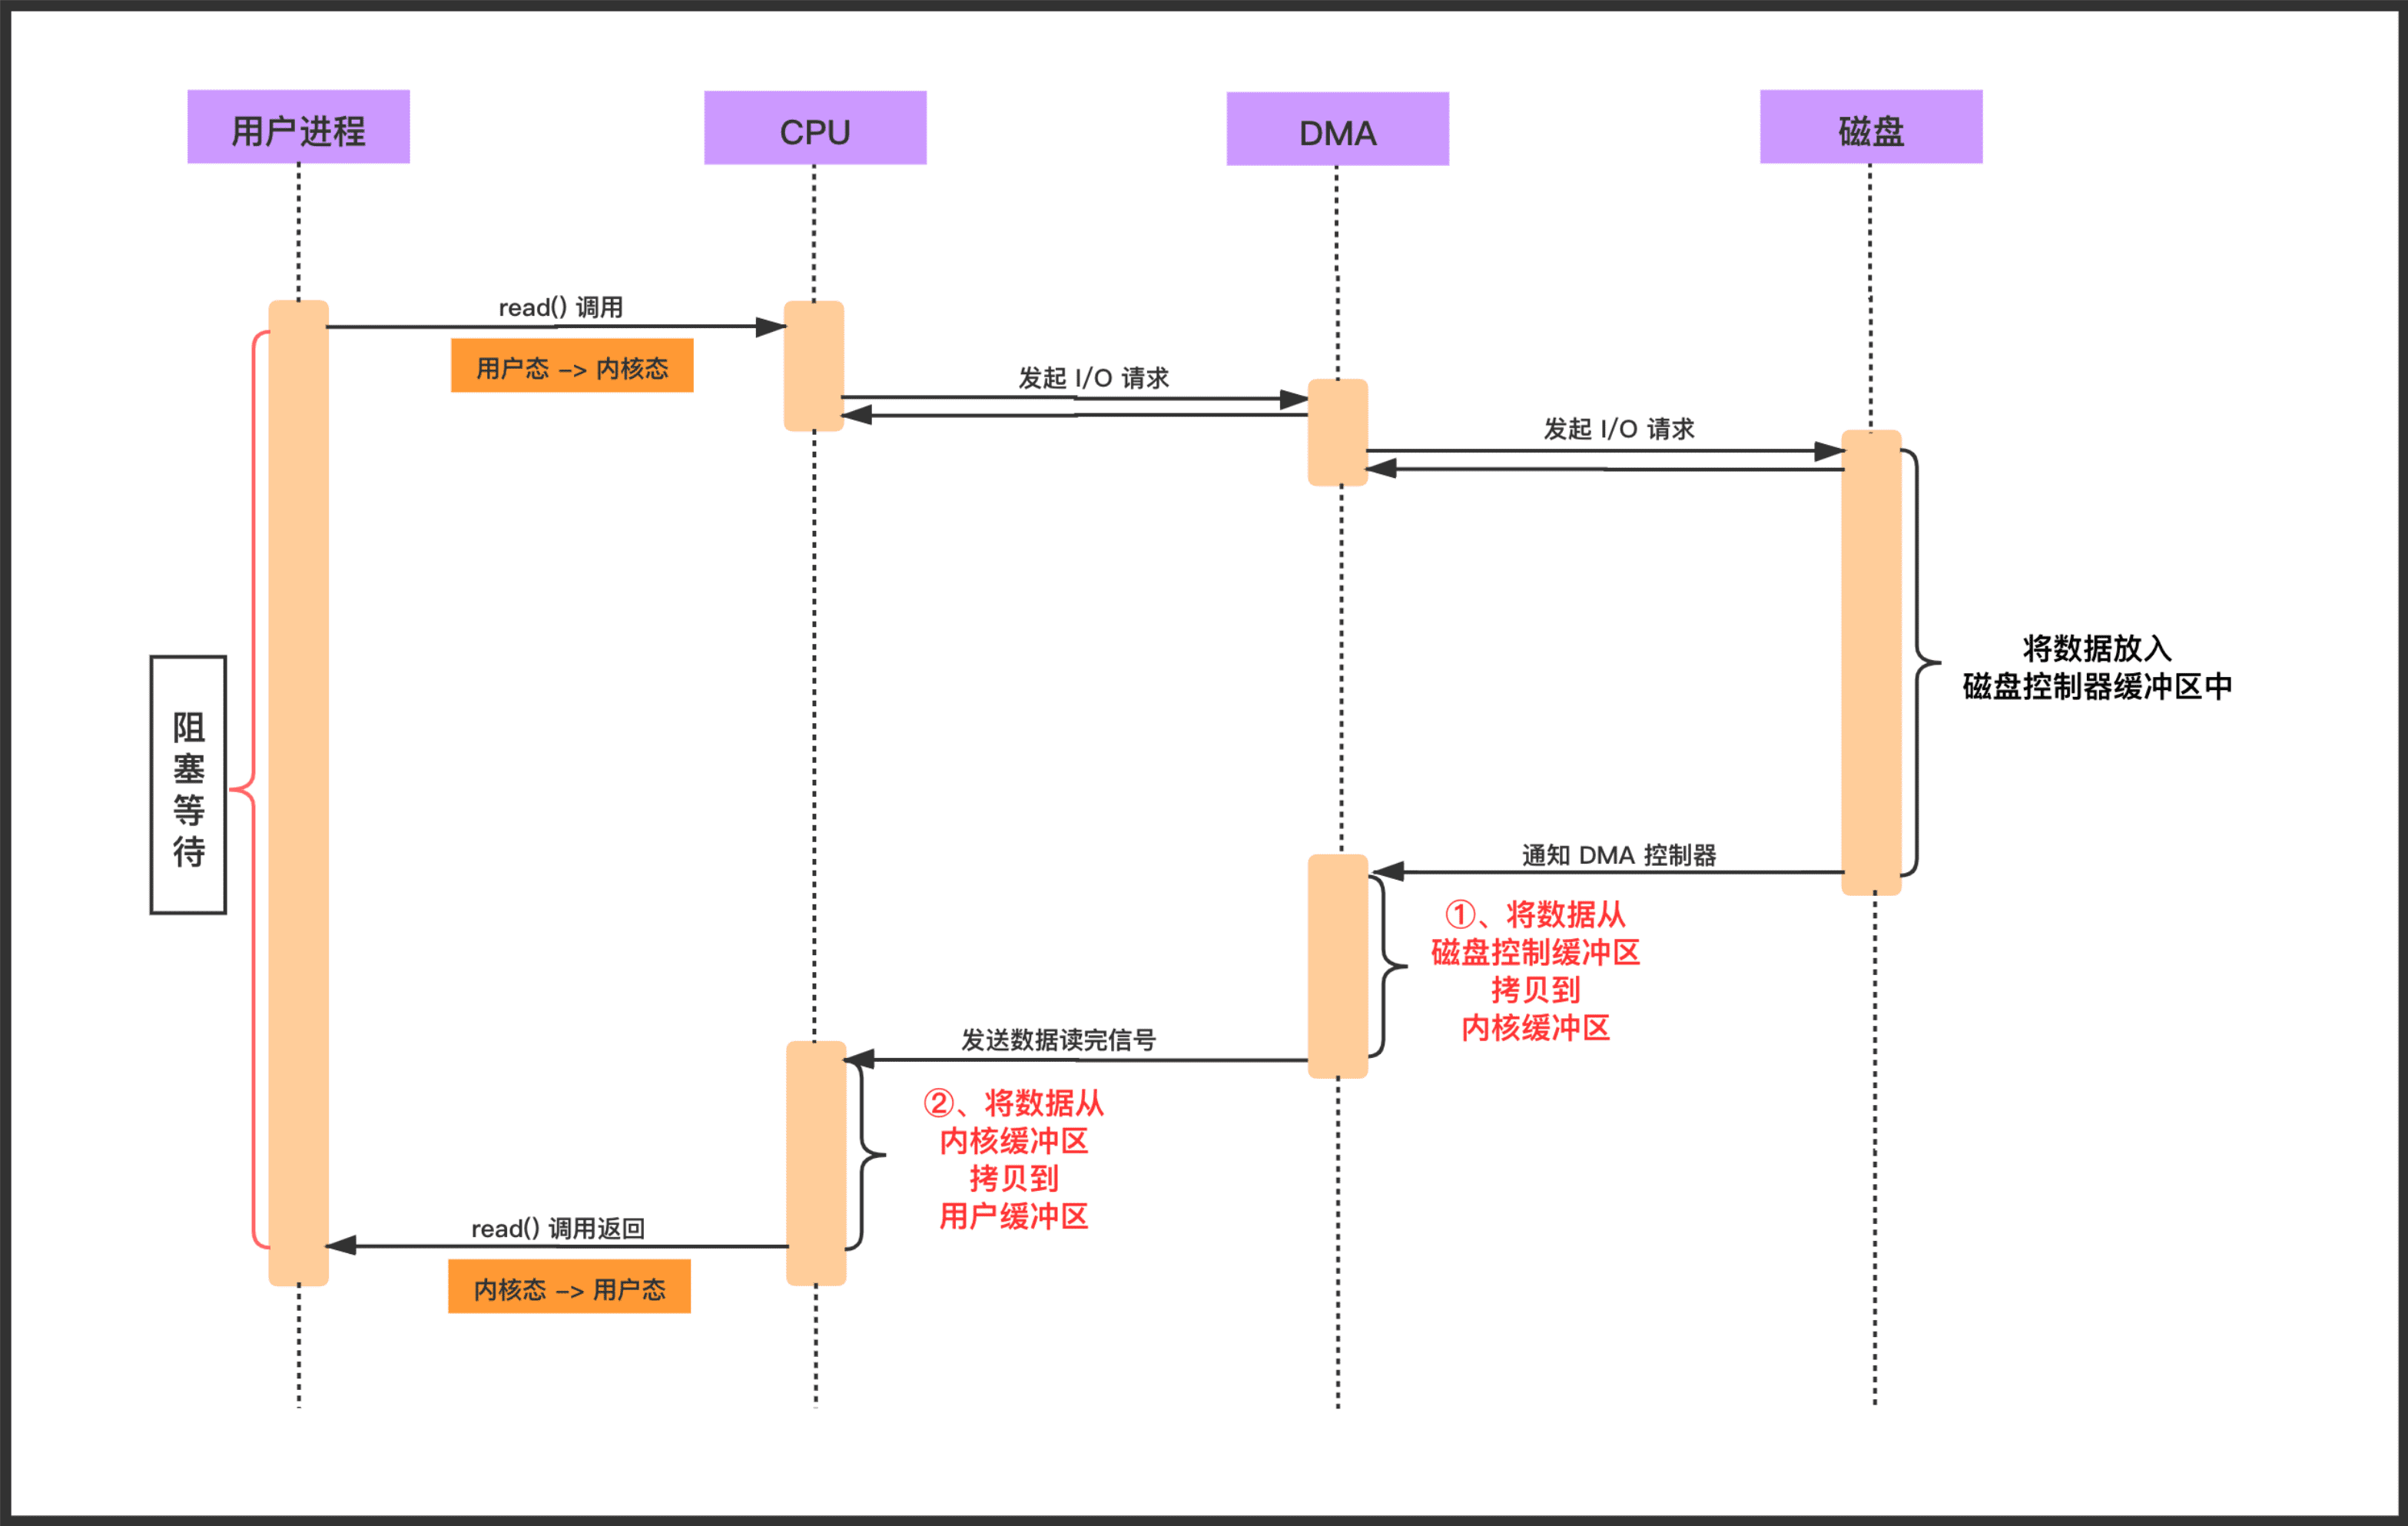 用户进程
CPU
DMA
磁盘
read() 调用
用户态 -> 内核态
发起 I/O 请求
发起 I/O 请求
将数据放入
磁盘控制器缓冲区中
阻
塞
等
待
通知 DMA 控制器
①、将数据从
磁盘控制缓冲区
拷贝到
内核缓冲区
发送数据读完信号
②、将数据从
内核缓冲区
拷贝到
用户缓冲区
read() 调用返回
内核态 -> 用户态